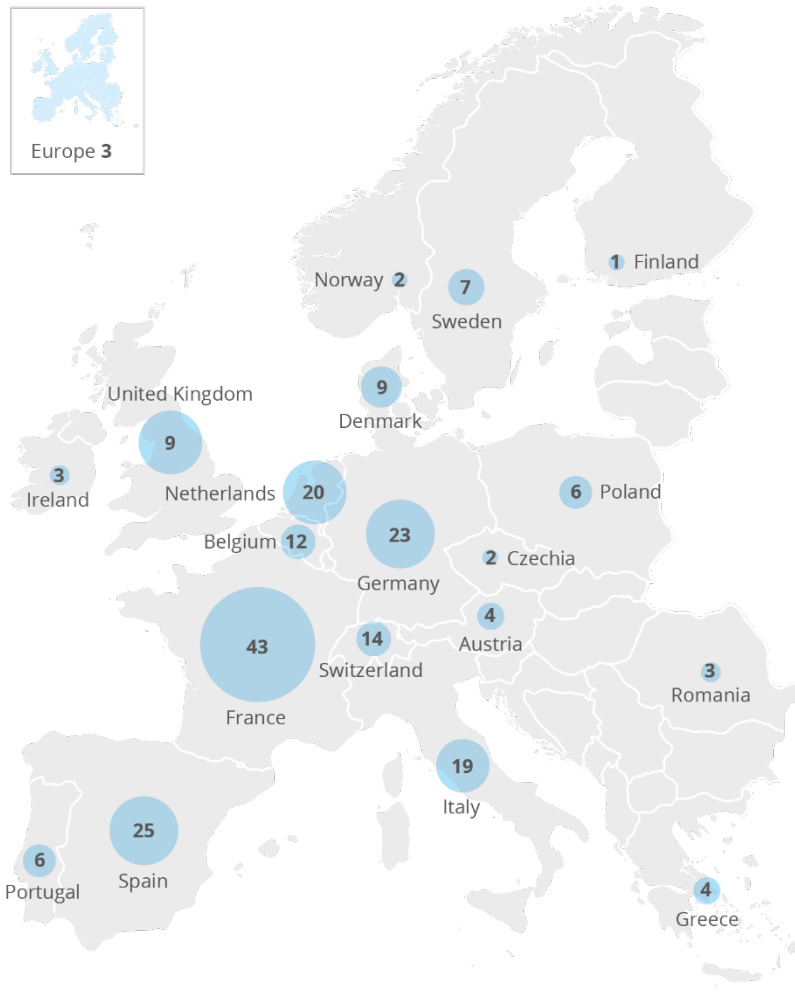 Europe 3
1 Finland
Norway 2
7
Sweden
9
Denmark
United Kingdom
9
3
Ireland
Netherlands 20
6 Poland
Belgium 12
23
Germany
2 Czechia
4
Austria
43
France
14
Switzerland
3
Romania
19
Italy
25
Spain
6
Portugal
4
Greece